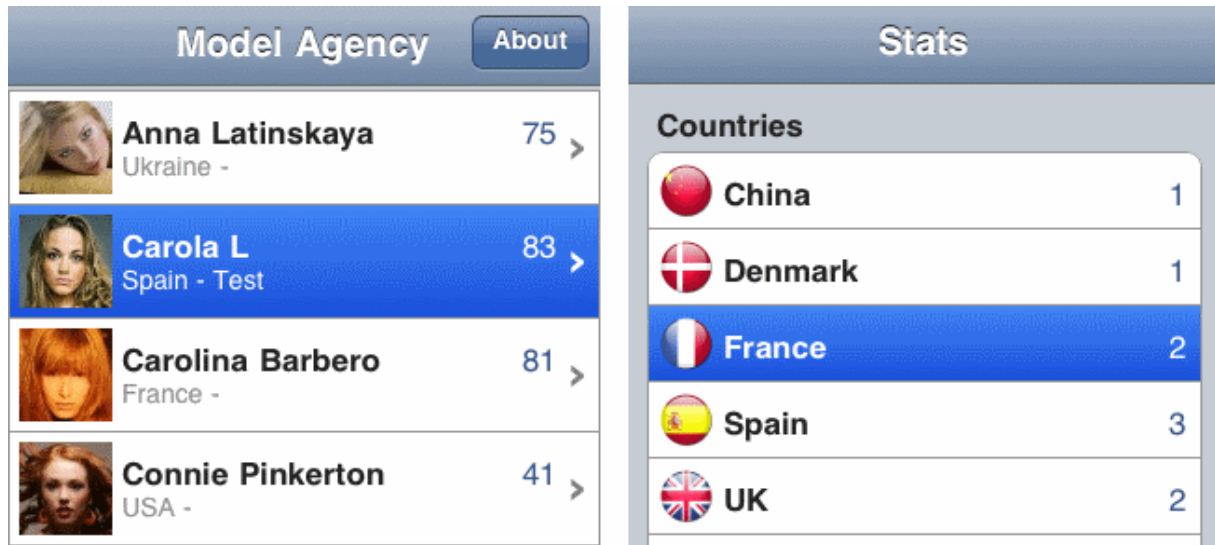 Model Agency
About
Anna Latinskaya 75
Ukraine -
Carola L 83
Spain - Test
Carolina Barbero 81
France -
Connie Pinkerton 41
USA -
Stats
Countries
China 1
Denmark 1
France 2
Spain 3
UK 2